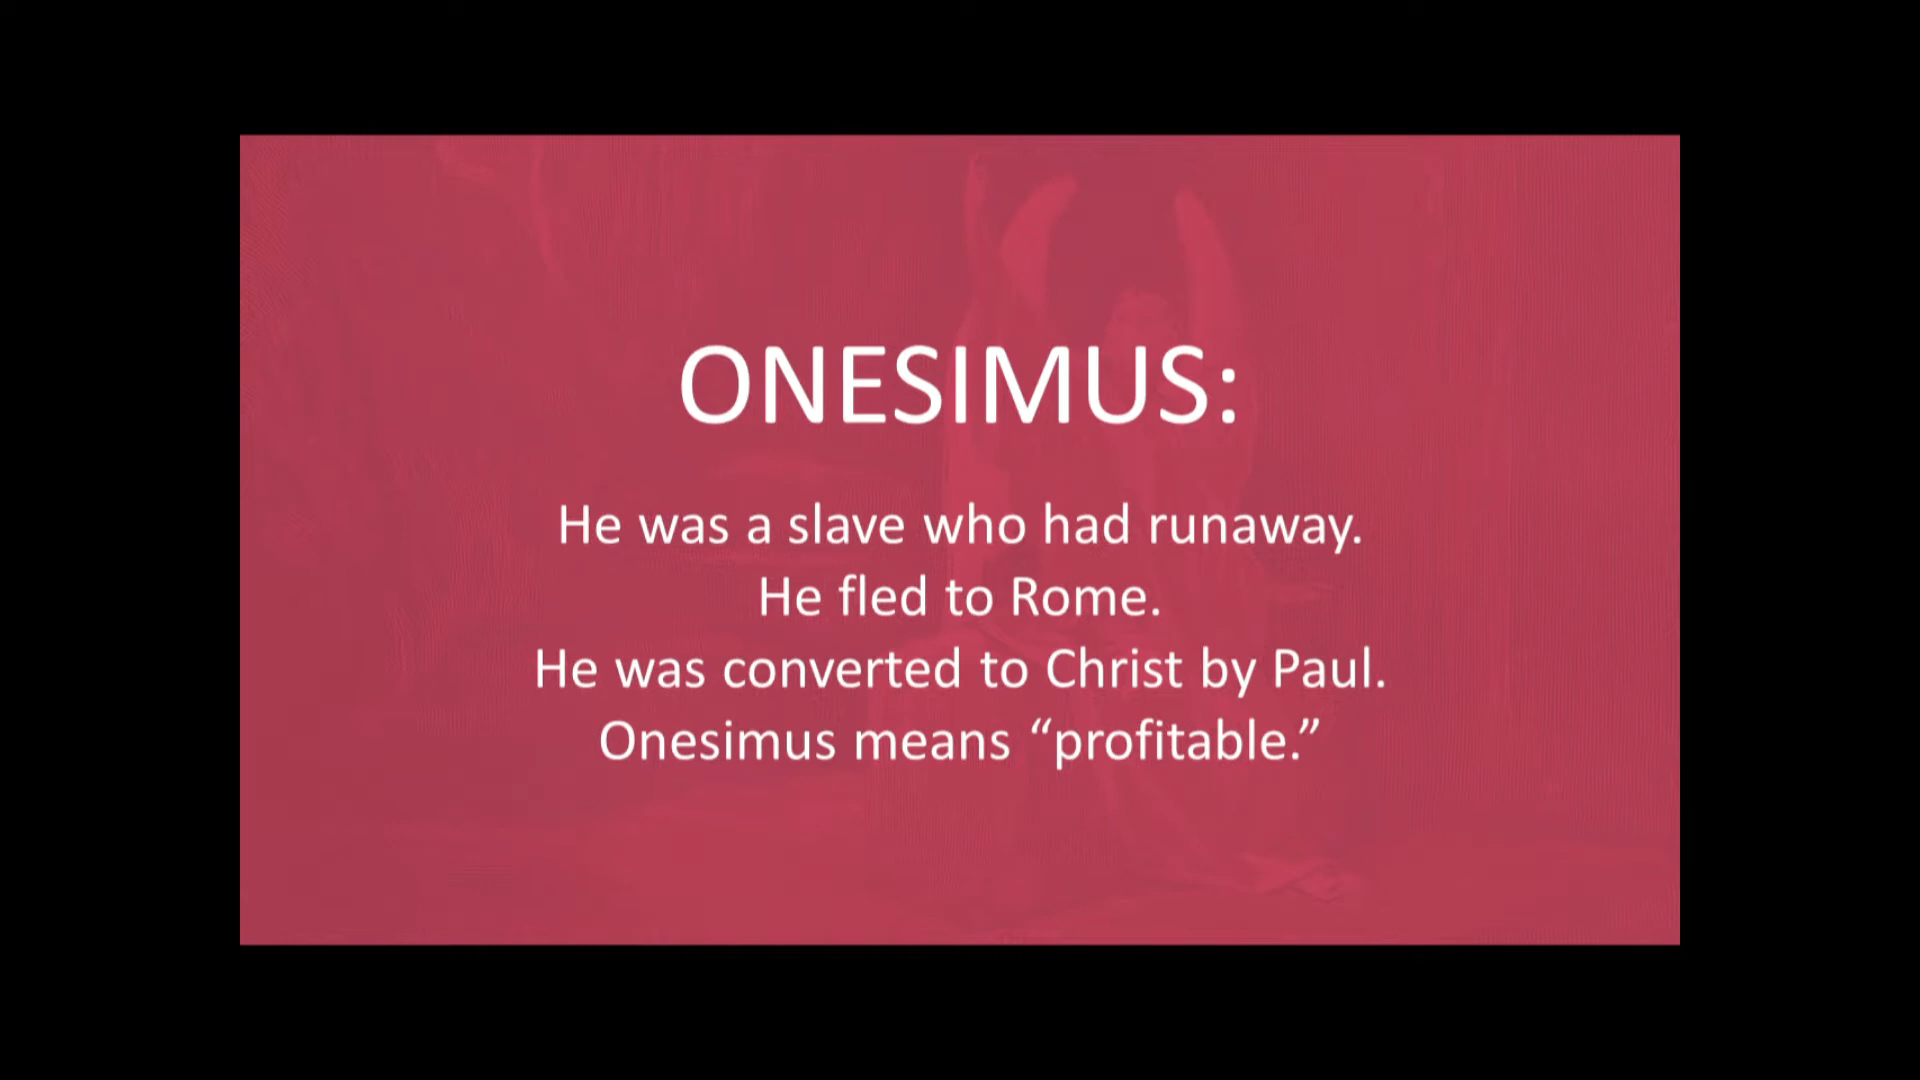 ONESIMUS:
He was a slave who had runaway.
He fled to Rome.
He was converted to Christ by Paul.
Onesimus means “profitable.”